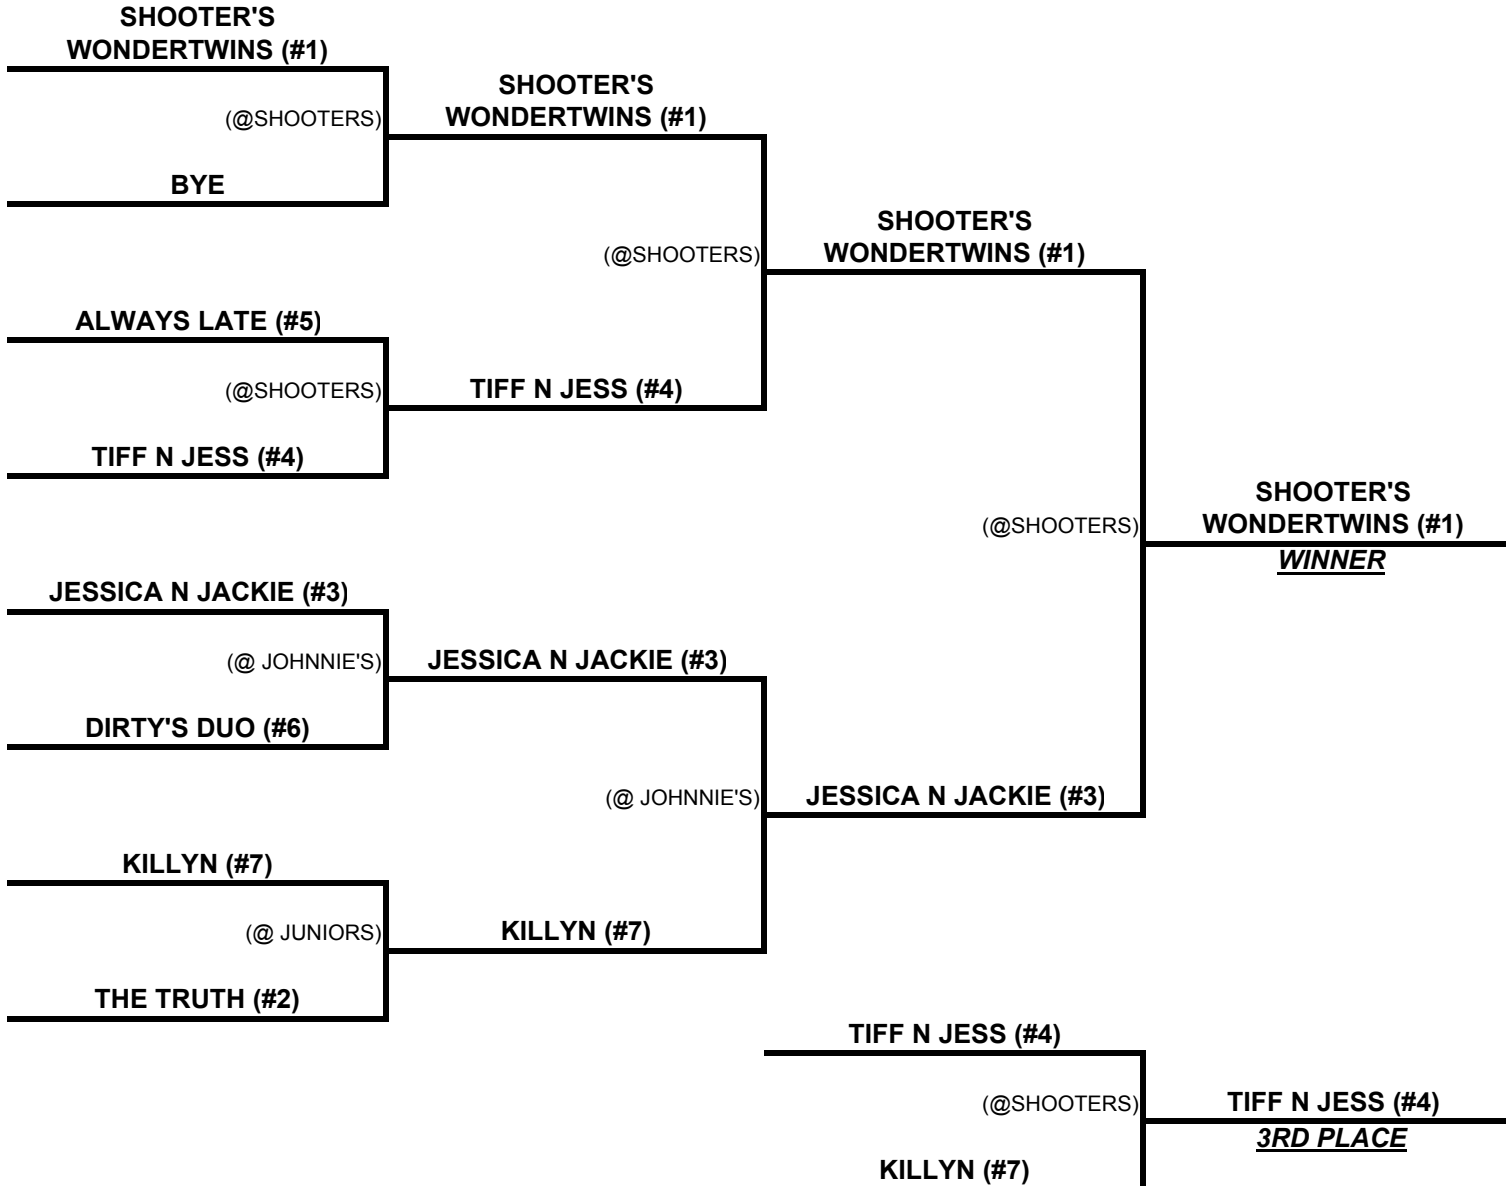 SHOOTER'S
WONDERTWINS (#1)
(@SHOOTERS)
BYE
ALWAYS LATE (#5)
(@SHOOTERS)
TIFF N JESS (#4)
JESSICA N JACKIE (#3)
(@ JOHNNIE'S)
DIRTY'S DUO (#6)
KILLYN (#7)
(@ JUNIORS)
THE TRUTH (#2)
SHOOTER'S
WONDERTWINS (#1)
(@SHOOTERS)
TIFF N JESS (#4)
JESSICA N JACKIE (#3)
(@ JOHNNIE'S)
KILLYN (#7)
SHOOTER'S
WONDERTWINS (#1)
(@SHOOTERS)
JESSICA N JACKIE (#3)
SHOOTER'S
WONDERTWINS (#1)
WINNER
TIFF N JESS (#4)
(@SHOOTERS)
KILLYN (#7)
TIFF N JESS (#4)
3RD PLACE